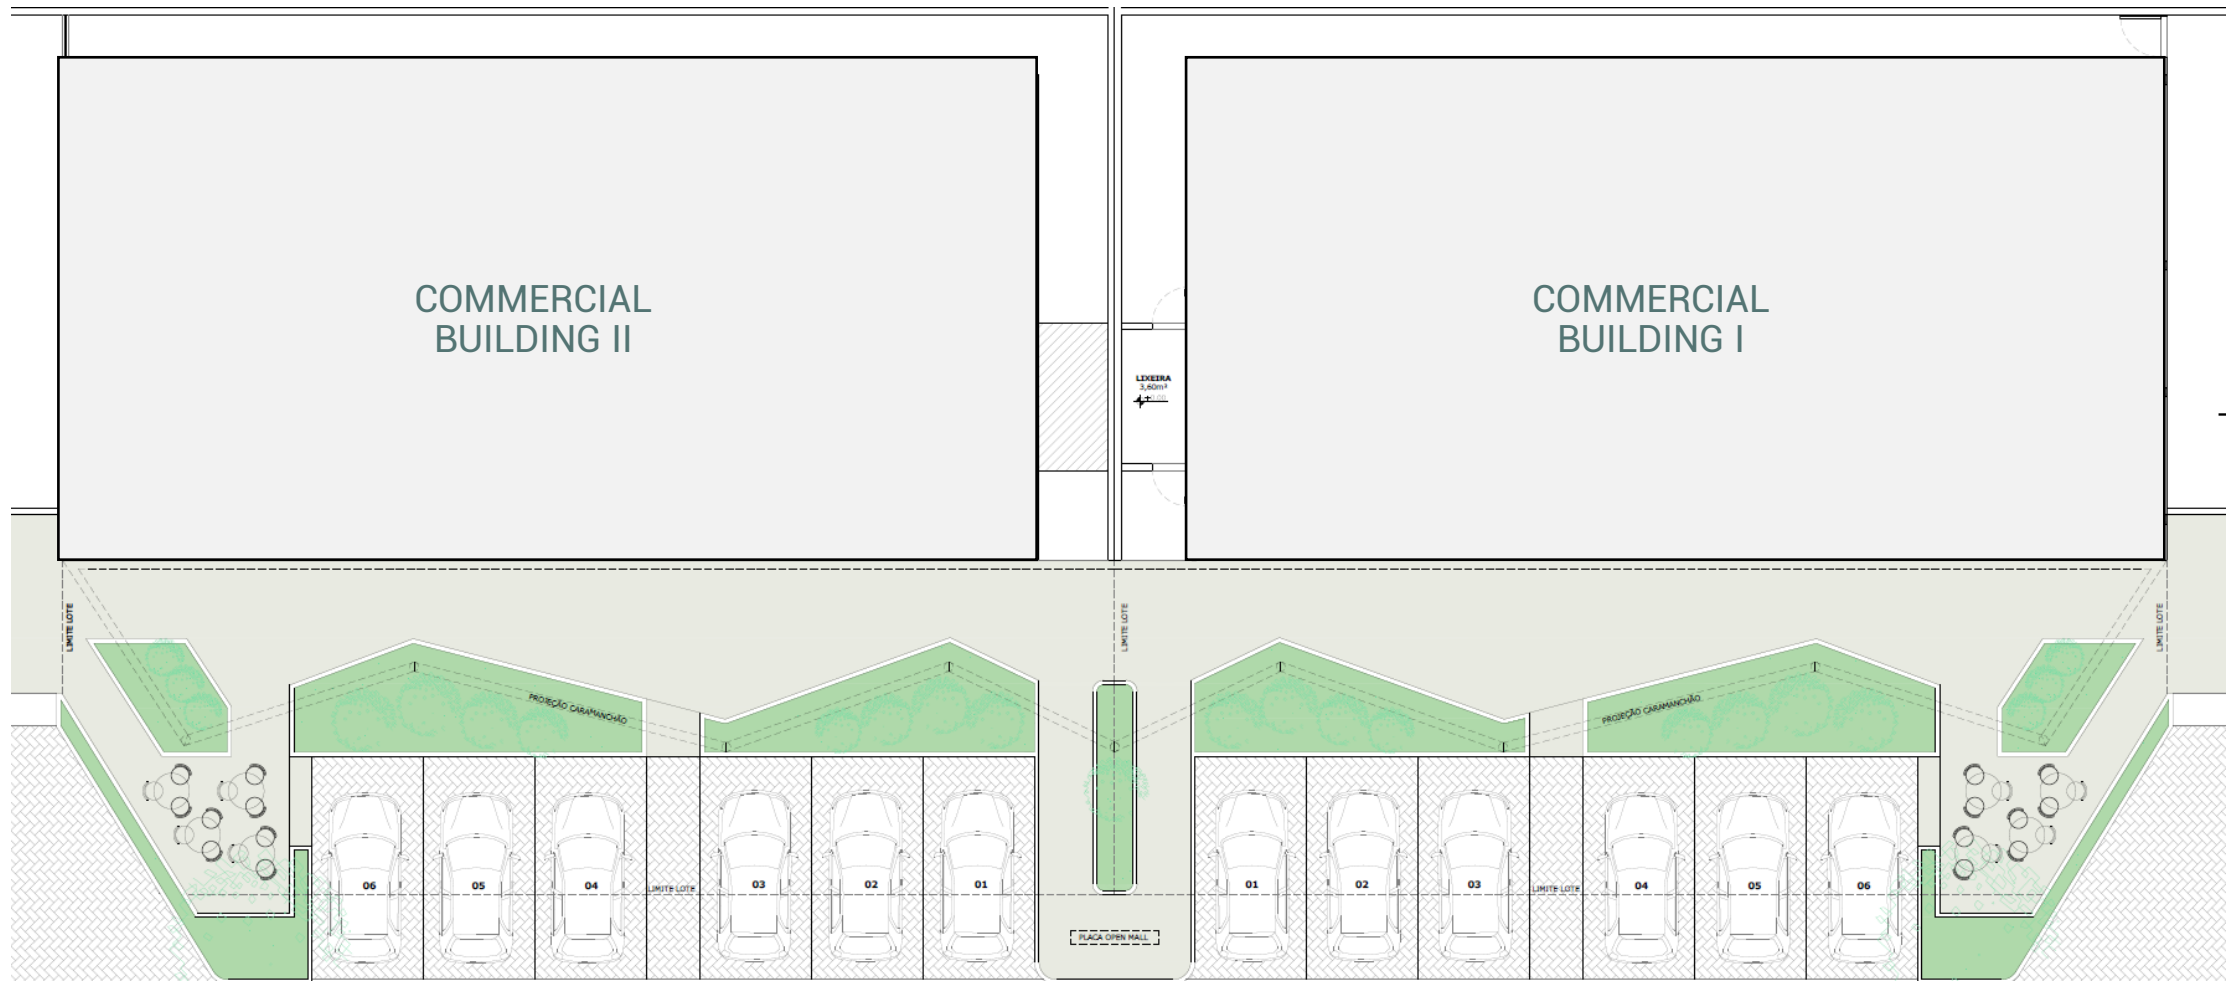 COMMERCIAL
BUILDING II
COMMERCIAL
BUILDING I
LIXEIRA
3,60m²
LIMITE LOTE
LIMITE LOTE
LIMITE LOTE
PROJEÇÃO CARAMANCHÃO
PROJEÇÃO CARAMANCHÃO
06
05
04
LIMITE LOTE
03
02
01
01
02
03
LIMITE LOTE
04
05
06
PLACA OPEN MALL